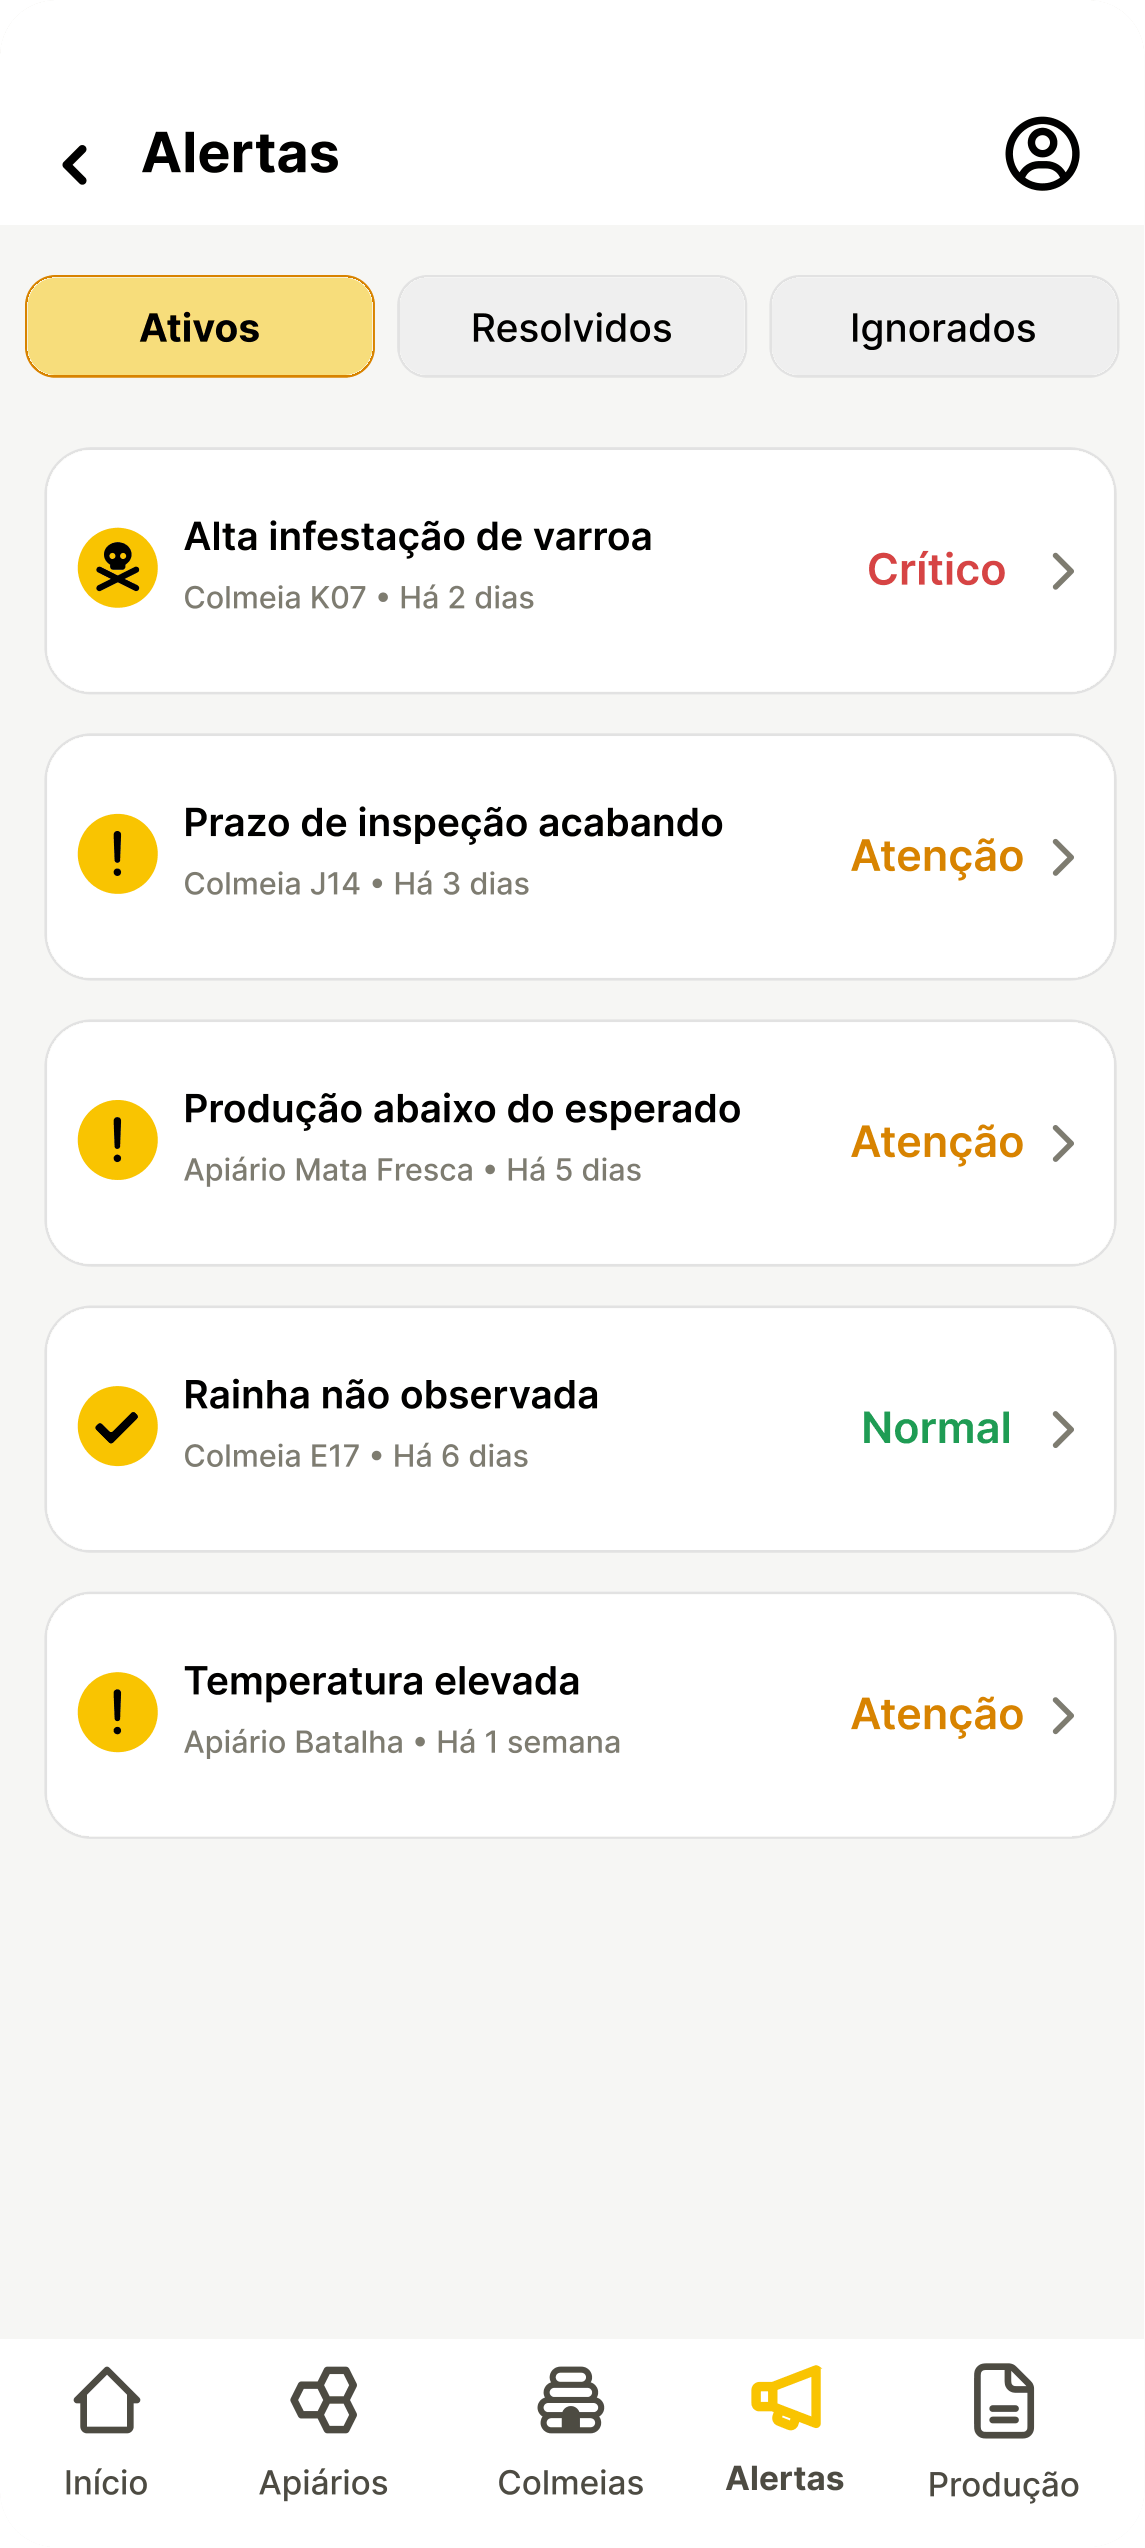 Alertas
Ativos
Resolvidos
Ignorados
Alta infestação de varroa
Colmeia K07 • Há 2 dias
Crítico
Prazo de inspeção acabando
Colmeia J14 • Há 3 dias
Atenção
Produção abaixo do esperado
Apiário Mata Fresca • Há 5 dias
Atenção
Rainha não observada
Colmeia E17 • Há 6 dias
Normal
Temperatura elevada
Apiário Batalha • Há 1 semana
Atenção
Início
Apiários
Colmeias
Alertas
Produção